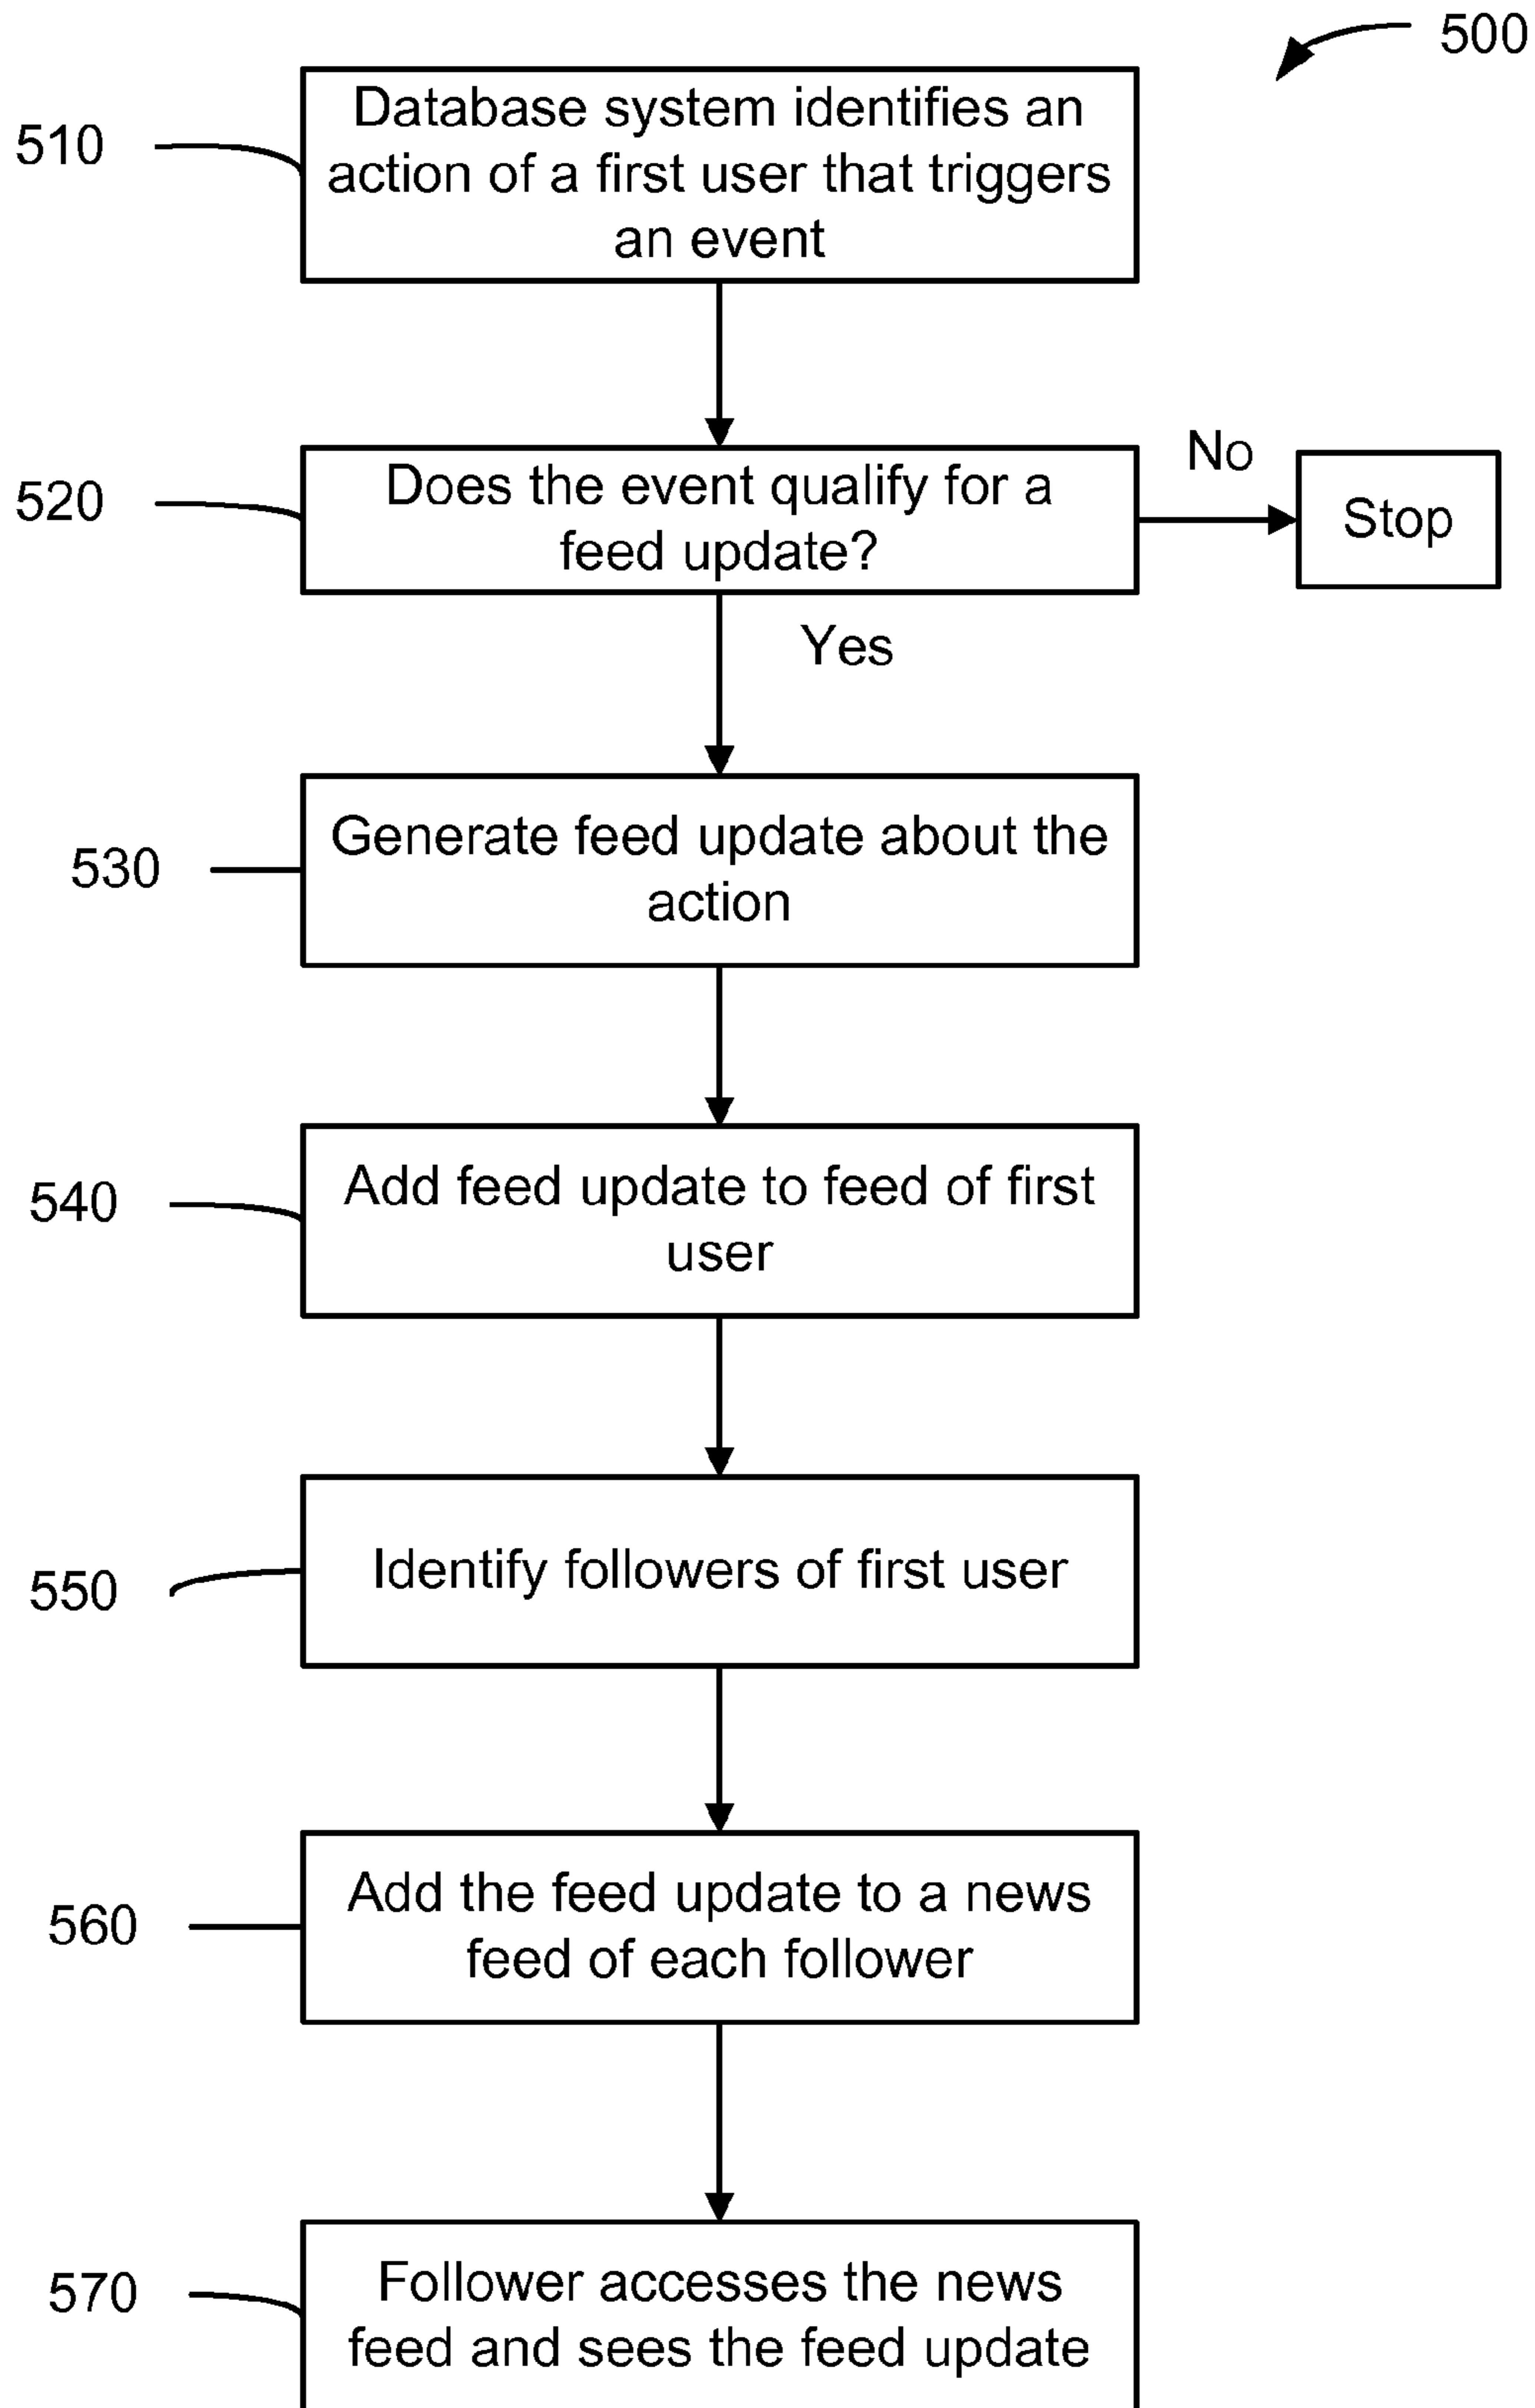 500
510
Database system identifies an
action of a first user that triggers
an event
520
Does the event qualify for a
feed update?
No
Stop
Yes
530
Generate feed update about the
action
540
Add feed update to feed of first
user
550
Identify followers of first user
560
Add the feed update to a news
feed of each follower
570
Follower accesses the news
feed and sees the feed update